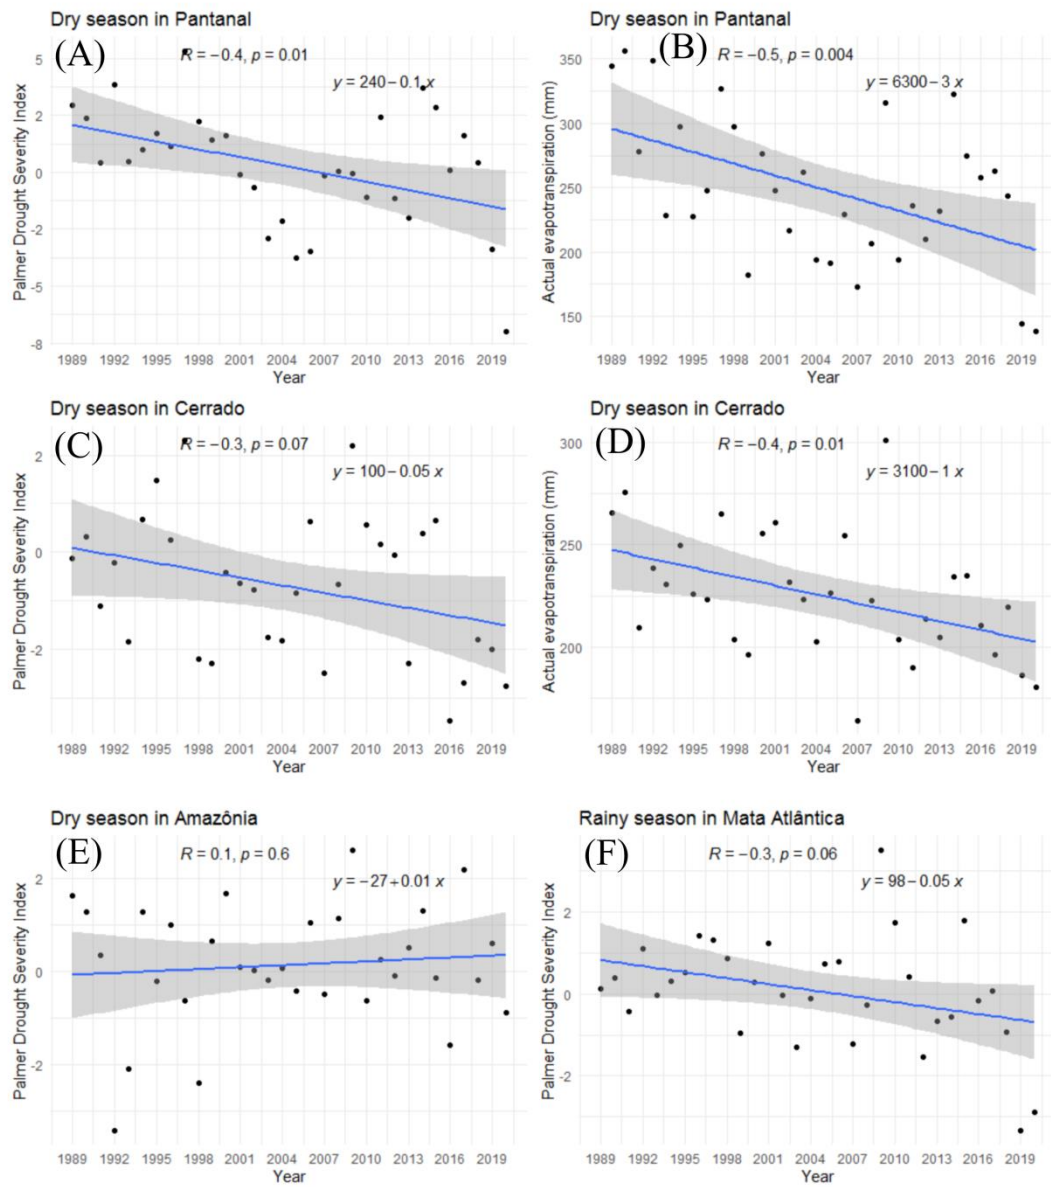 Dry season in Pantanal
(A)
R = −0.4, p = 0.01
y = 240 − 0.1 x
Palmer Drought Severity Index
5
2
0
-2
-5
-8
1989 1992 1995 1998 2001 2004 2007 2010 2013 2016 2019
Year
Dry season in Pantanal
(B)
R = −0.5, p = 0.004
y = 6300 − 3 x
Actual evapotranspiration (mm)
350
300
250
200
150
1989 1992 1995 1998 2001 2004 2007 2010 2013 2016 2019
Year
Dry season in Cerrado
(C)
R = −0.3, p = 0.07
y = 100 − 0.05 x
Palmer Drought Severity Index
2
0
-2
1989 1992 1995 1998 2001 2004 2007 2010 2013 2016 2019
Year
Dry season in Cerrado
(D)
R = −0.4, p = 0.01
y = 3100 − 1 x
Actual evapotranspiration (mm)
300
250
200
1989 1992 1995 1998 2001 2004 2007 2010 2013 2016 2019
Year
Dry season in Amazônia
(E)
R = 0.1, p = 0.6
y = −27 + 0.01 x
Palmer Drought Severity Index
2
0
-2
1989 1992 1995 1998 2001 2004 2007 2010 2013 2016 2019
Year
Rainy season in Mata Atlântica
(F)
R = −0.3, p = 0.06
y = 98 − 0.05 x
Palmer Drought Severity Index
2
0
-2
1989 1992 1995 1998 2001 2004 2007 2010 2013 2016 2019
Year